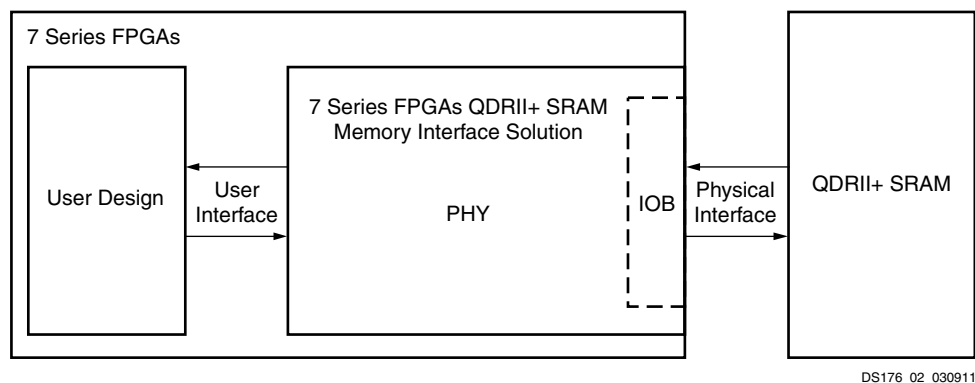 7 Series FPGAs
7 Series FPGAs QDRII+ SRAM
Memory Interface Solution
User Design
User
Interface
PHY
IOB
Physical
Interface
QDRII+ SRAM
DS176_02_030911